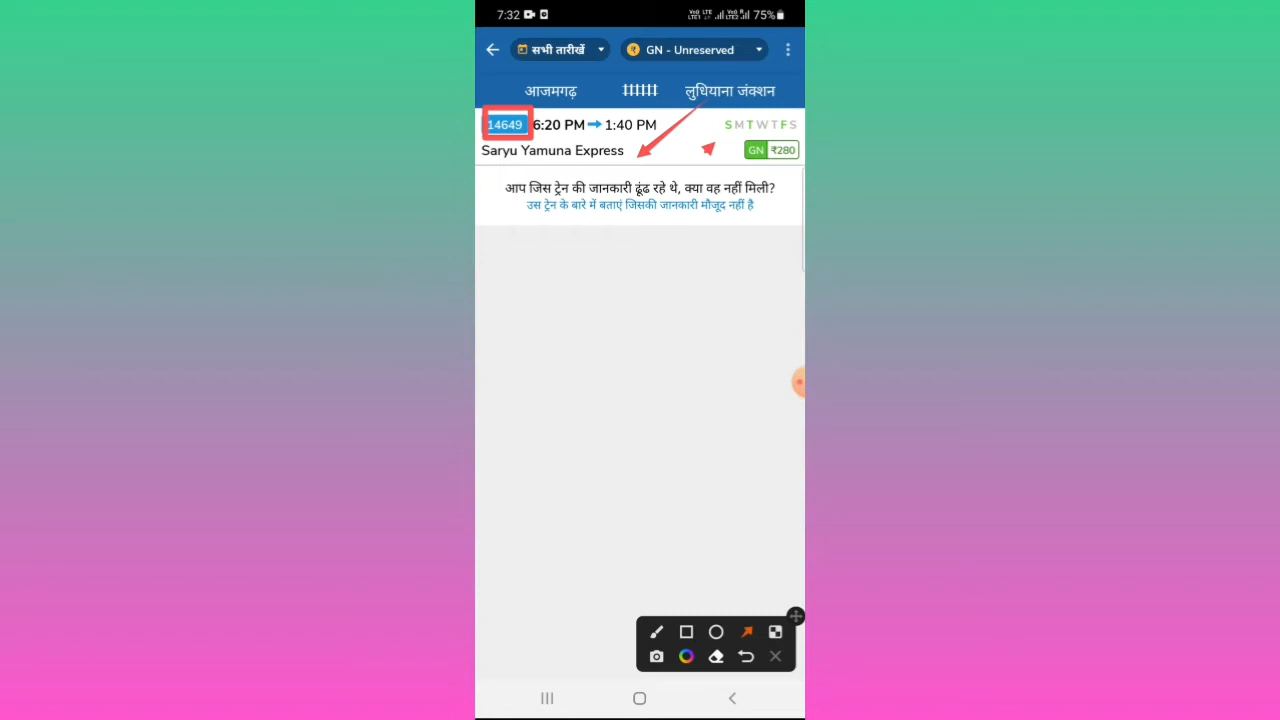 7:32 75%
सभी तारीखें GN - Unreserved
आजमगढ़ लुधियाना जंक्शन
14649 6:20 PM 1:40 PM S M T W T F S
Saryu Yamuna Express GN ₹280
आप जिस ट्रेन की जानकारी ढूंढ रहे थे, क्या वह नहीं मिली?
उस ट्रेन के बारे में बताएं जिसकी जानकारी मौजूद नहीं है